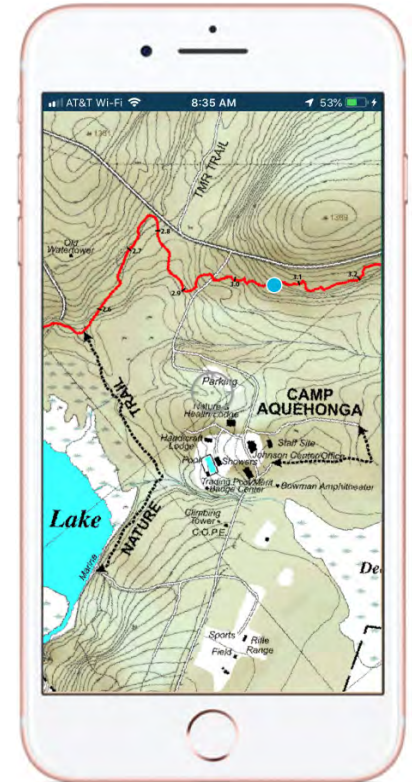 AT&T Wi-Fi 8:35 AM 53%
1381
TMR TRAIL
1389
Old
Watertower
2.8
2.7
2.6
2.9
3.0
3.1
3.2
Parking
TRAIL
CAMP
AQUEHONGA
Nature &
Health Lodge
Handicraft
Lodge
Staff Site
Johnson Center/Office
Pool
Showers
Trading Post/Merit
Badge Center
Bowman Amphitheater
Climbing
Tower
C.O.P.E.
Lake
NATURE
Marina
De
Sports
Field
Rifle
Range